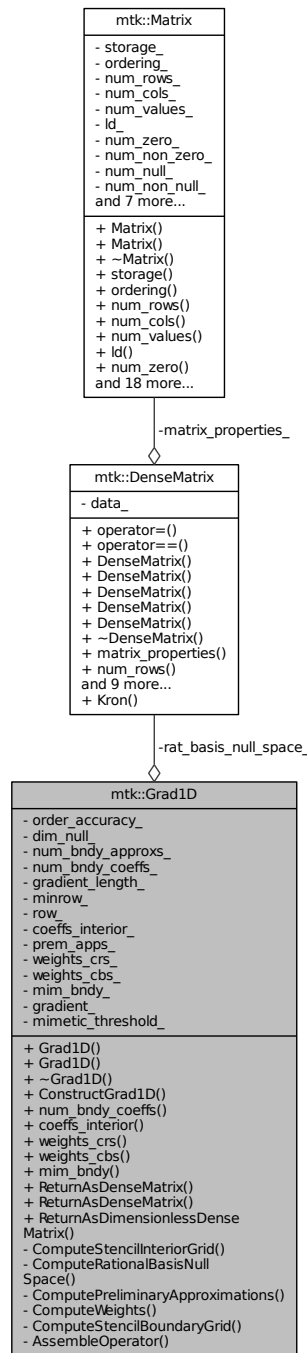 mtk::Matrix
- storage_
- ordering_
- num_rows_
- num_cols_
- num_values_
- ld_
- num_zero_
- num_non_zero_
- num_null_
- num_non_null_
and 7 more...
+ Matrix()
+ Matrix()
+ ~Matrix()
+ storage()
+ ordering()
+ num_rows()
+ num_cols()
+ num_values()
+ ld()
+ num_zero()
and 18 more...
-matrix_properties_
mtk::DenseMatrix
- data_
+ operator=()
+ operator==()
+ DenseMatrix()
+ DenseMatrix()
+ DenseMatrix()
+ DenseMatrix()
+ DenseMatrix()
+ ~DenseMatrix()
+ matrix_properties()
+ num_rows()
and 9 more...
+ Kron()
-rat_basis_null_space_
mtk::Grad1D
- order_accuracy_
- dim_null_
- num_bndy_approxs_
- num_bndy_coeffs_
- gradient_length_
- minrow_
- row_
- coeffs_interior_
- prem_apps_
- weights_crs_
- weights_cbs_
- mim_bndy_
- gradient_
- mimetic_threshold_
+ Grad1D()
+ Grad1D()
+ ~Grad1D()
+ ConstructGrad1D()
+ num_bndy_coeffs()
+ coeffs_interior()
+ weights_crs()
+ weights_cbs()
+ mim_bndy()
+ ReturnAsDenseMatrix()
+ ReturnAsDenseMatrix()
+ ReturnAsDimensionlessDense
Matrix()
- ComputeStencilInteriorGrid()
- ComputeRationalBasisNull
Space()
- ComputePreliminaryApproximations()
- ComputeWeights()
- ComputeStencilBoundaryGrid()
- AssembleOperator()